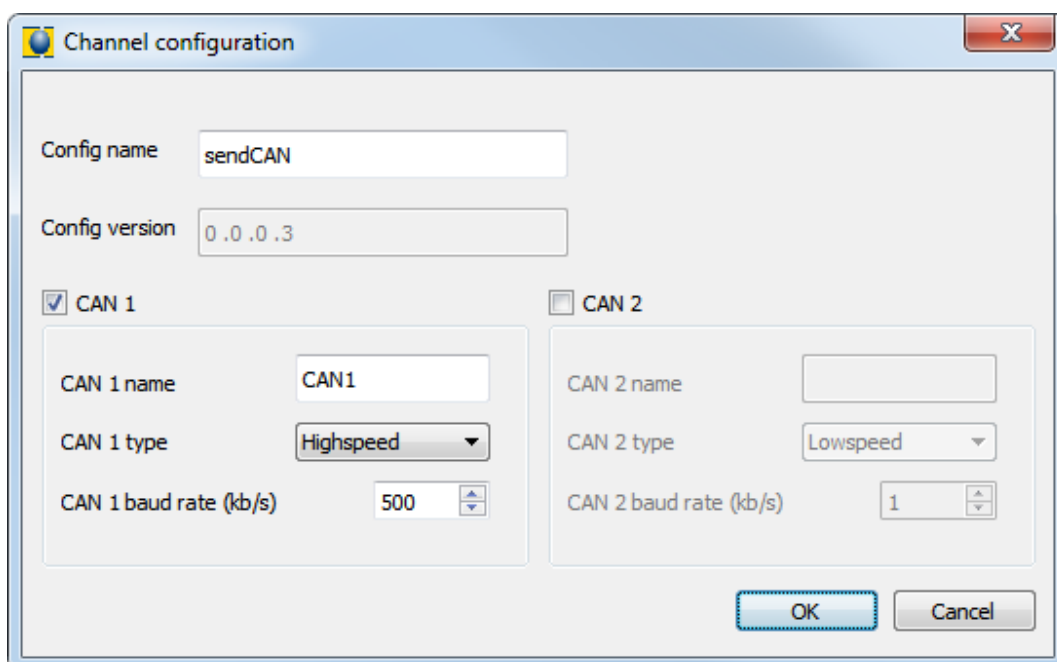 Channel configuration
Config name sendCAN
Config version 0 .0 .0 .3
CAN 1
CAN 1 name CAN1
CAN 1 type Highspeed
CAN 1 baud rate (kb/s) 500
CAN 2
CAN 2 name
CAN 2 type Lowspeed
CAN 2 baud rate (kb/s) 1
OK Cancel